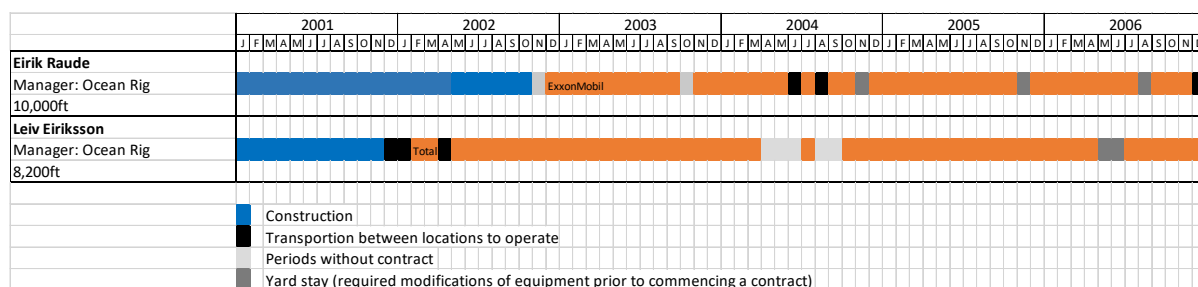 2001 2002 2003 2004 2005 2006
J F M A M J J A S O N D J F M A M J J A S O N D J F M A M J J A S O N D J F M A M J J A S O N D J F M A M J J A S O N D J F M A M J J A S O N
Eirik Raude
Manager: Ocean Rig
ExxonMobil
10,000ft
Leiv Eiriksson
Manager: Ocean Rig
Total
8,200ft
Construction
Transportion between locations to operate
Periods without contract
Yard stay (required modifications of equipment prior to commencing a contract)